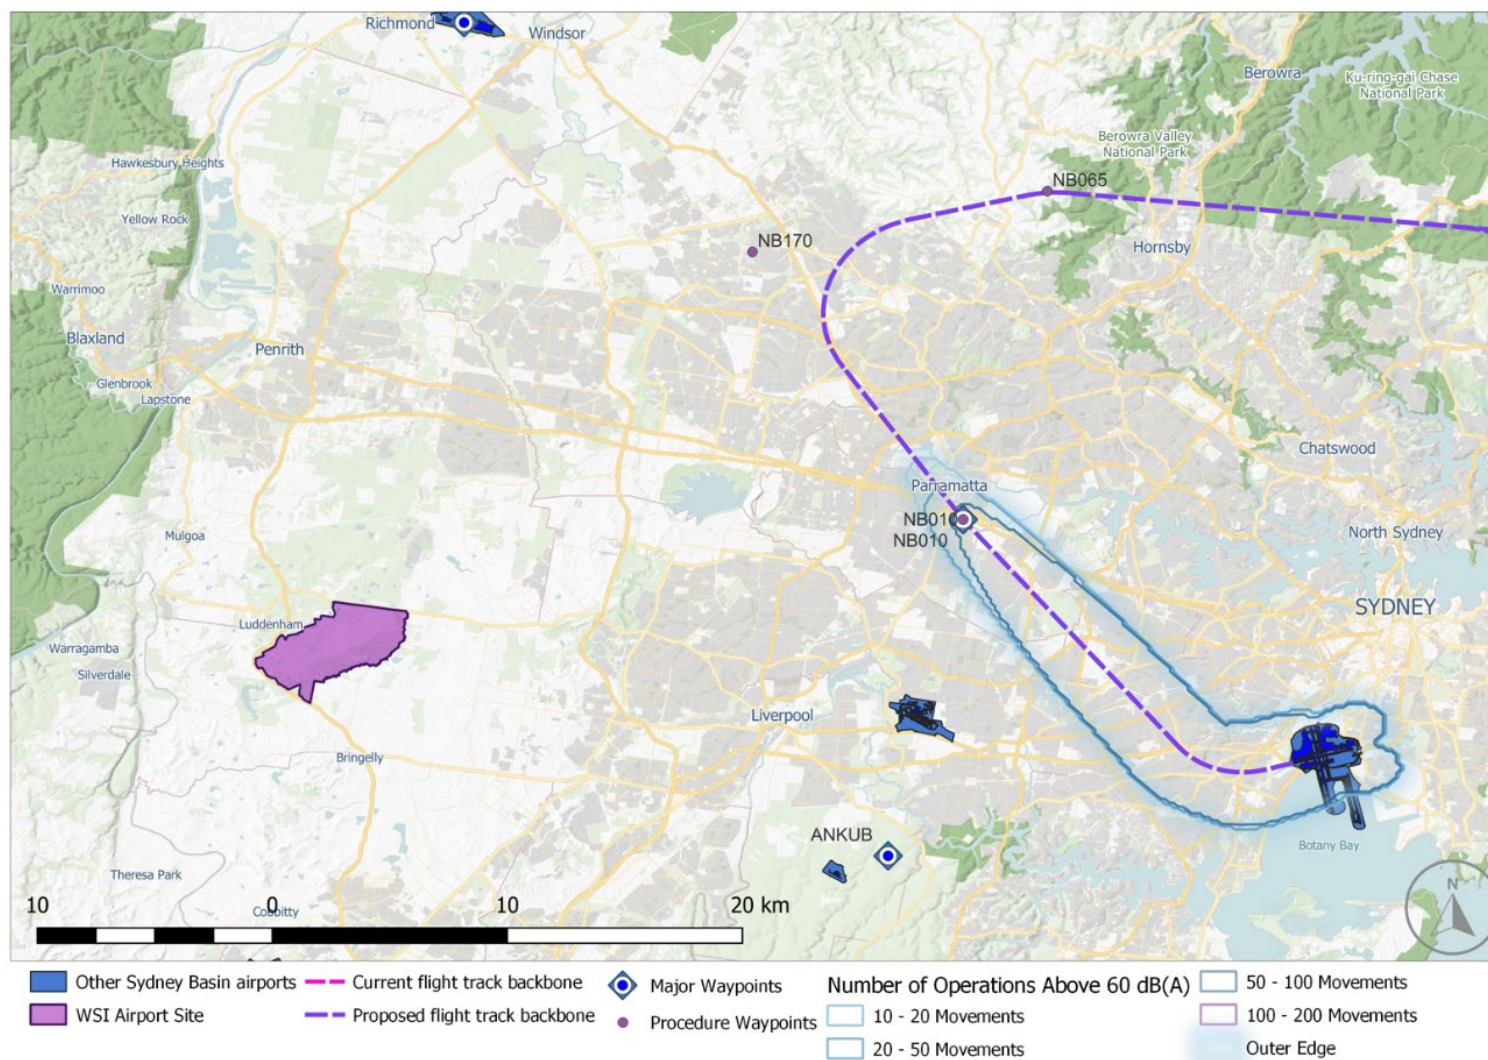 Richmond
Windsor
Berowra
Ku-ring-gai Chase
National Park
Berowra Valley
National Park
Hawkesbury Heights
NB065
Yellow Rock
NB170
Hornsby
Warrimoo
Blaxland
Penrith
Glenbrook
Lapstone
Chatswood
Parramatta
NB010
NB010
North Sydney
Mulgoa
SYDNEY
Luddenham
Warragamba
Silverdale
Liverpool
Bringelly
ANKUB
Botany Bay
Theresa Park
N
Cobbitty
10 0 10 20 km
Other Sydney Basin airports
Current flight track backbone
Major Waypoints
WSI Airport Site
Proposed flight track backbone
Procedure Waypoints
Number of Operations Above 60 dB(A)
10 - 20 Movements
20 - 50 Movements
50 - 100 Movements
100 - 200 Movements
Outer Edge